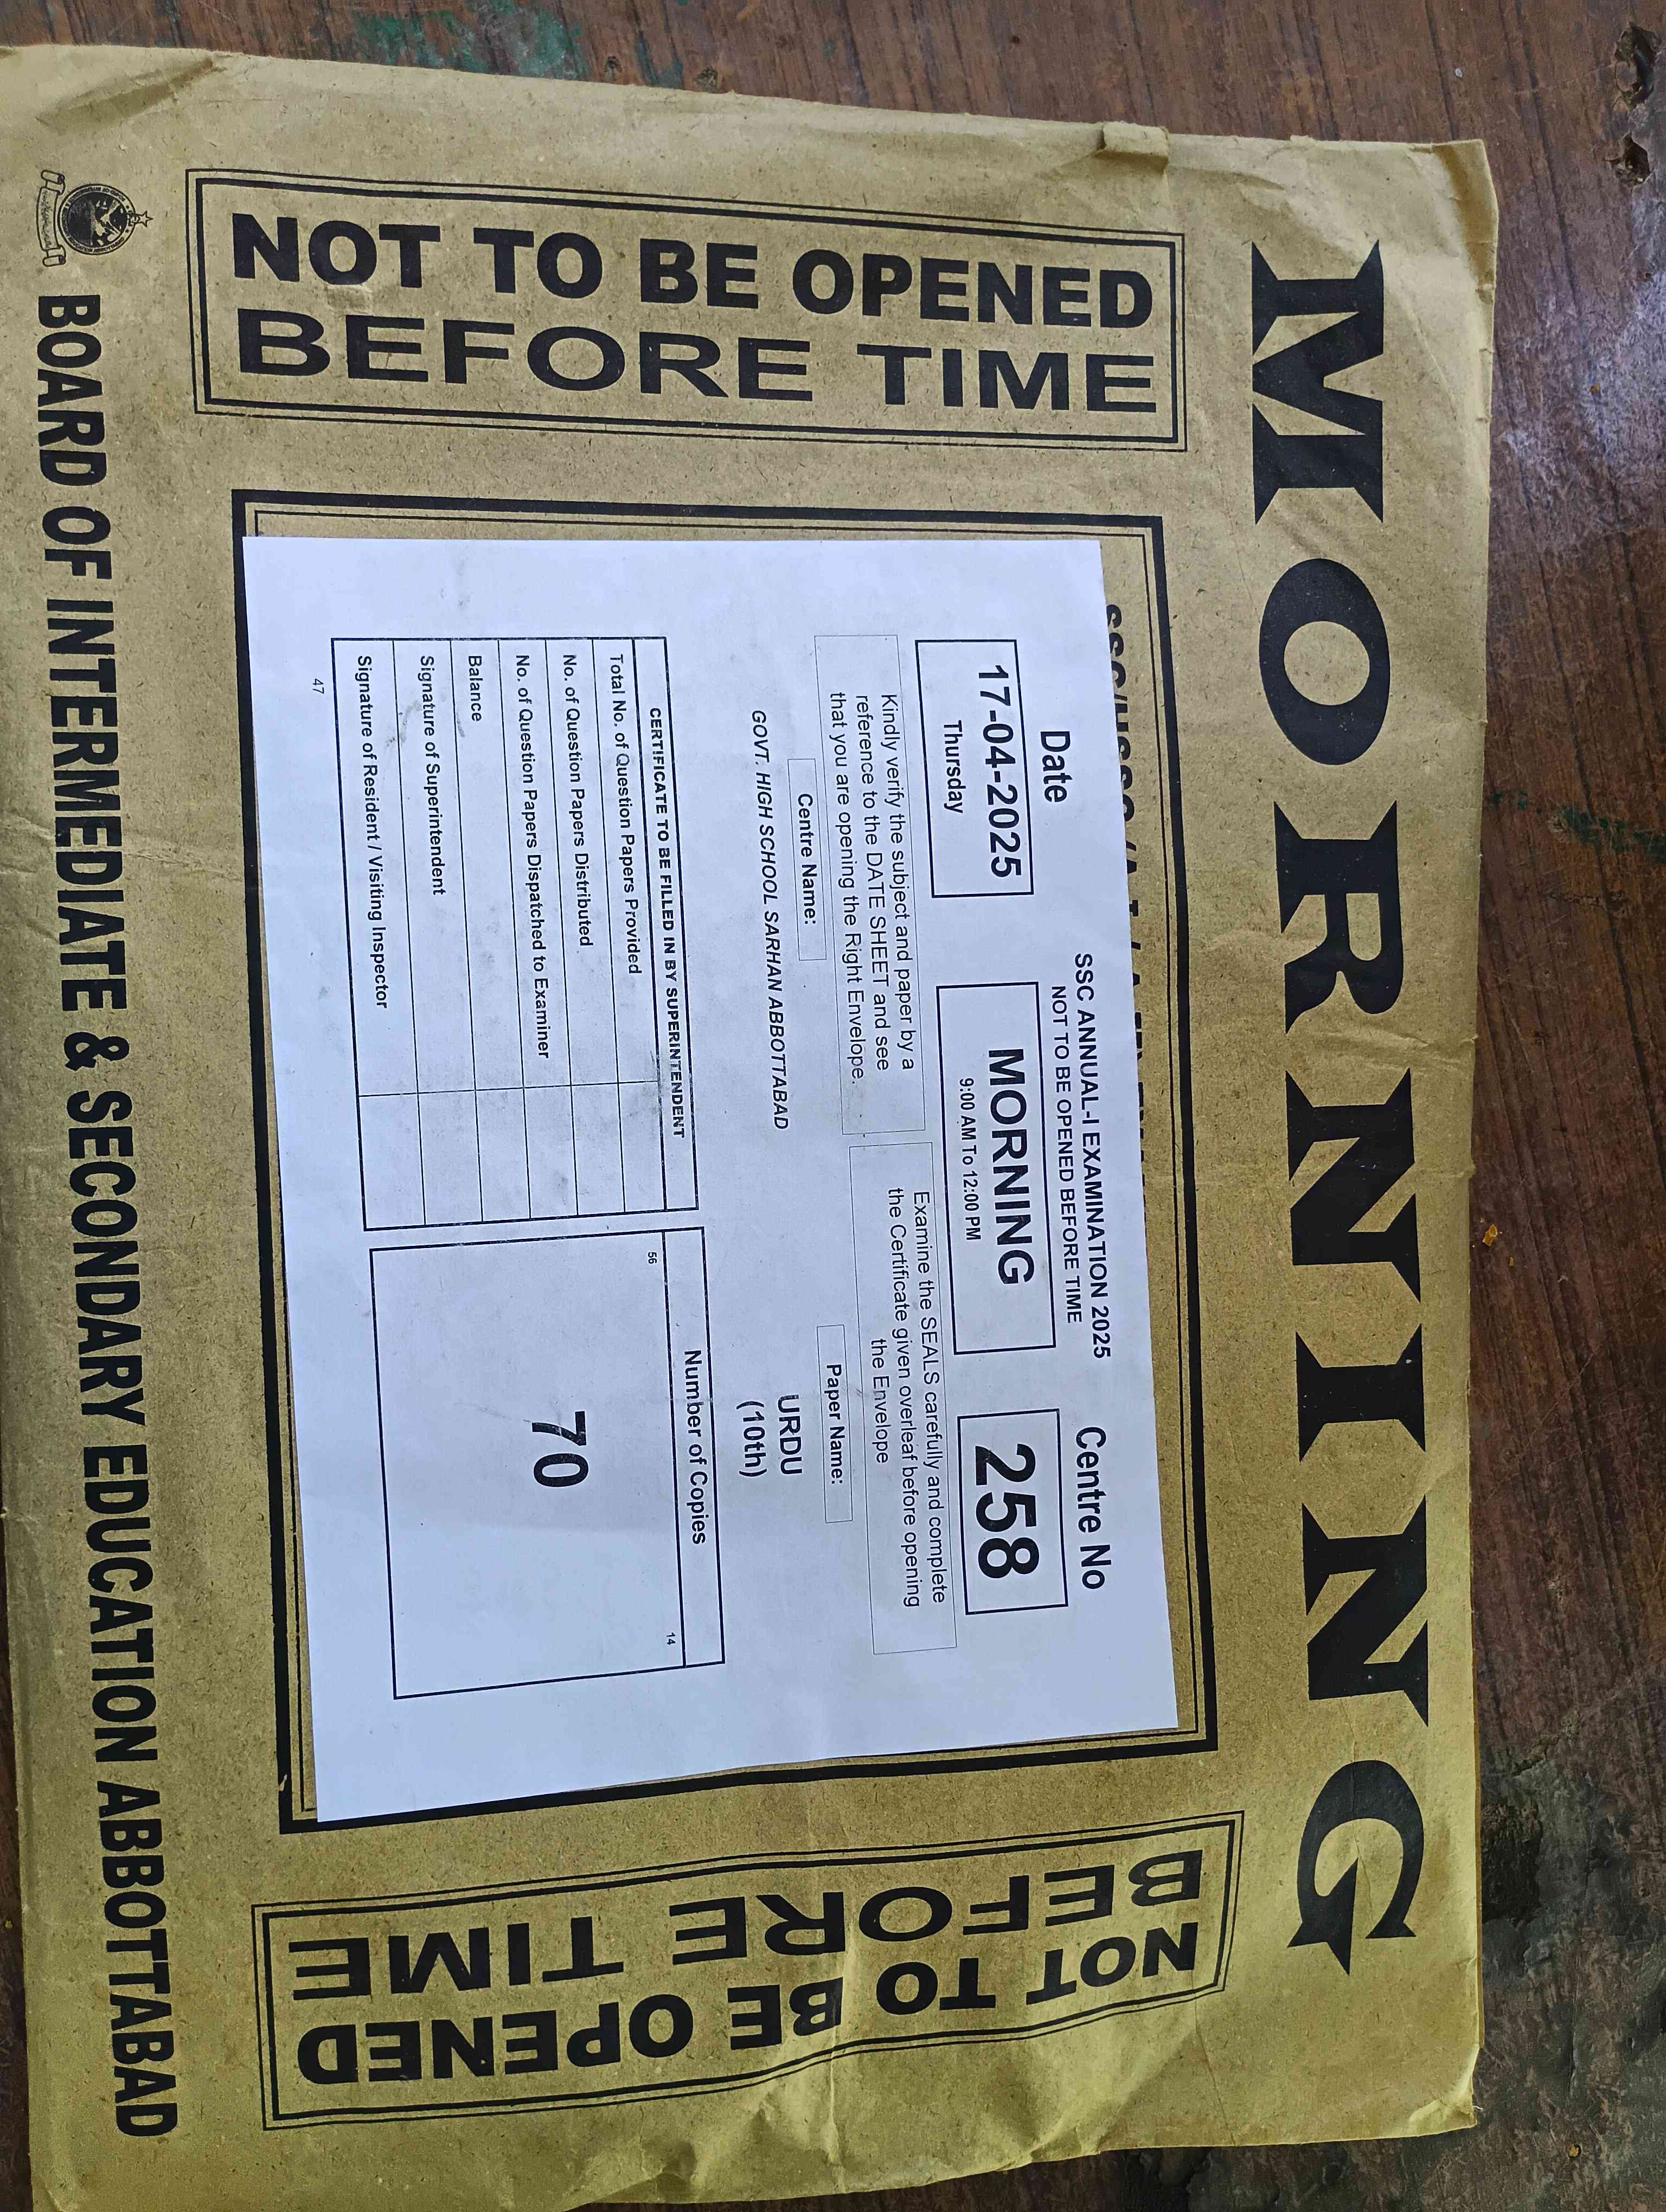 MORNING
NOT TO BE OPENED
BEFORE TIME
SSC ANNUAL-I EXAMINATION 2025
NOT TO BE OPENED BEFORE TIME
Date
17-04-2025
Thursday
MORNING
9:00 AM To 12:00 PM
Centre No
258
Kindly verify the subject and paper by a
reference to the DATE SHEET and see
that you are opening the Right Envelope.
Examine the SEALS carefully and complete
the Certificate given overleaf before opening
the Envelope
Centre Name:
GOVT. HIGH SCHOOL SARHAN ABBOTTABAD
Paper Name:
URDU
(10th)
CERTIFICATE TO BE FILLED IN BY SUPERINTENDENT
Total No. of Question Papers Provided
No. of Question Papers Distributed
No. of Question Papers Dispatched to Examiner
Balance
Signature of Superintendent
Signature of Resident / Visiting Inspector
47
Number of Copies
56
14
70
NOT TO BE OPENED
BEFORE TIME
BOARD OF INTERMEDIATE & SECONDARY EDUCATION ABBOTTABAD